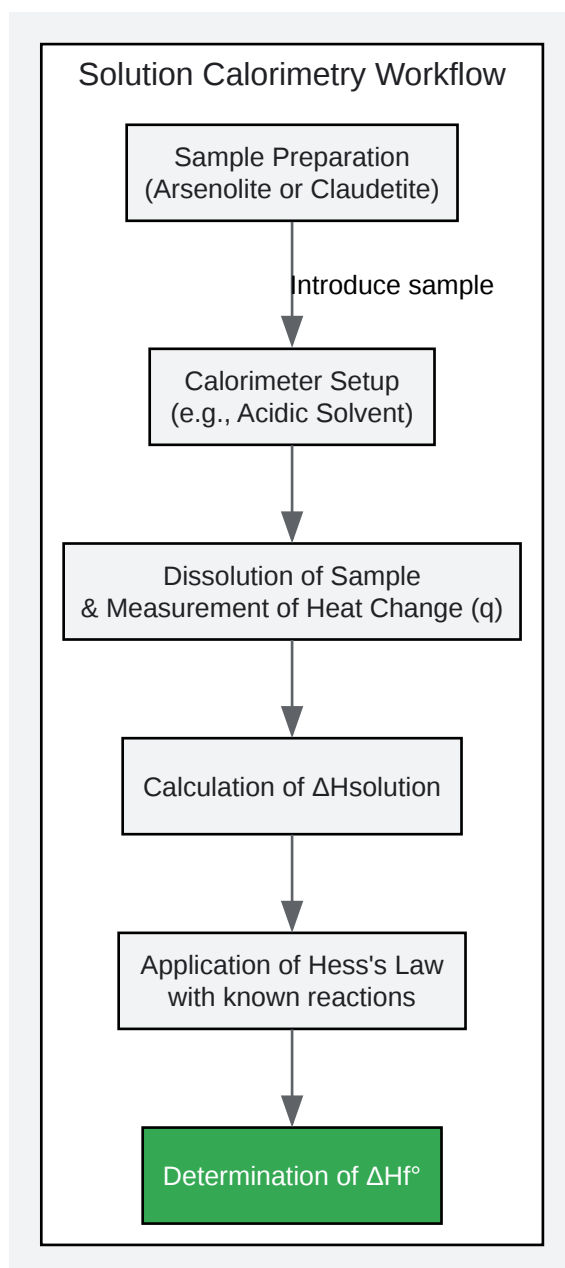 Solution Calorimetry Workflow
Sample Preparation
(Arsenolite or Claudetite)
Introduce sample
Calorimeter Setup
(e.g., Acidic Solvent)
Dissolution of Sample
& Measurement of Heat Change (q)
Calculation of ΔHsolution
Application of Hess's Law
with known reactions
Determination of ΔHf°